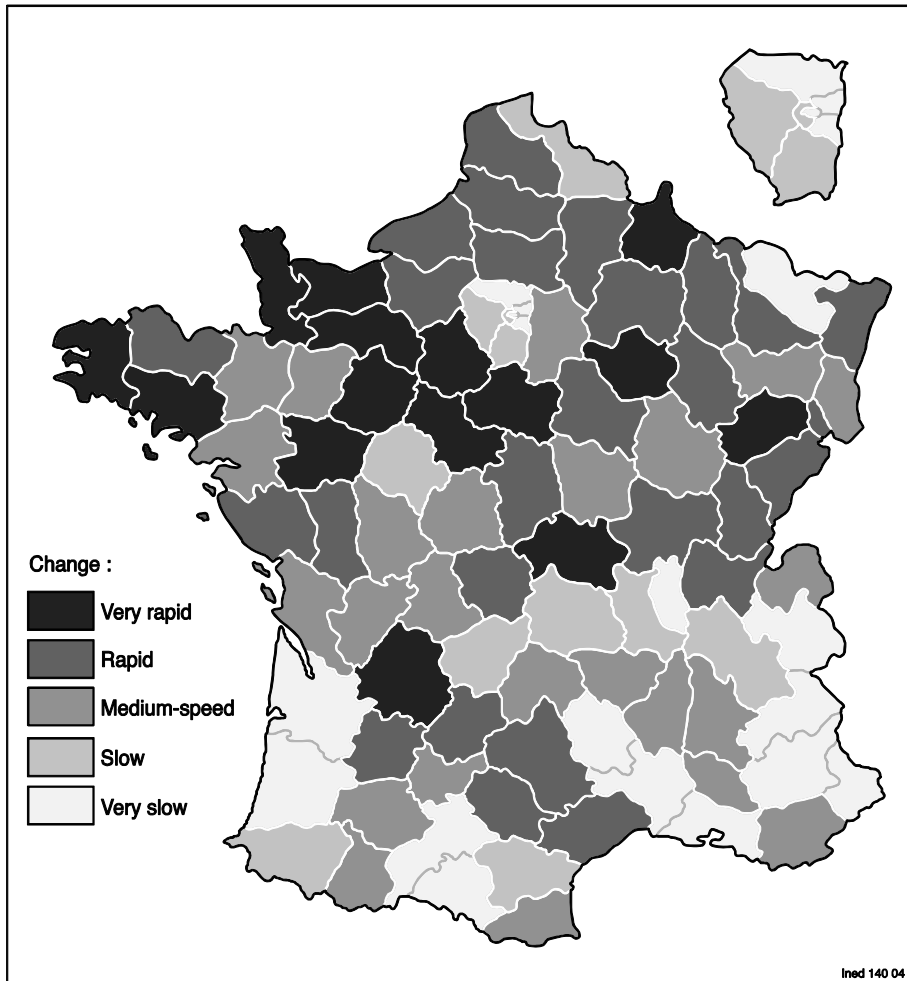 Change :
Very rapid
Rapid
Medium-speed
Slow
Very slow
Ined 140 04